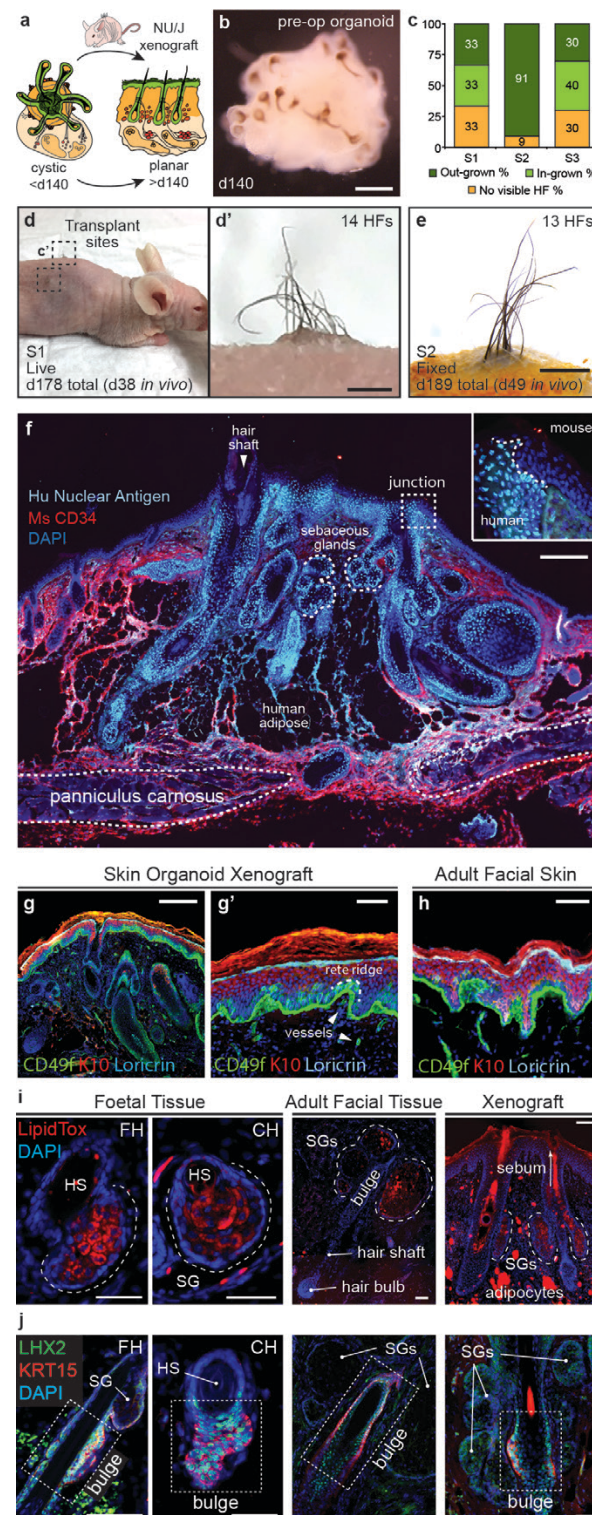 a
NU/J
xenograft
cystic
<d140
planar
>d140
b
pre-op organoid
d140
c
100
75
50
25
0
33
33
33
91
9
30
40
30
S1
S2
S3
Out-grown %
In-grown %
No visible HF %
d
Transplant
sites
c'
S1
Live
d178 total (d38 in vivo)
d'
14 HFs
e
13 HFs
S2
Fixed
d189 total (d49 in vivo)
f
hair
shaft
Hu Nuclear Antigen
Ms CD34
DAPI
junction
mouse
human
sebaceous
glands
human
adipose
panniculus carnosus
Skin Organoid Xenograft
Adult Facial Skin
g
CD49f K10 Loricrin
g'
rete ridge
vessels
CD49f K10 Loricrin
h
CD49f K10 Loricrin
i
Foetal Tissue
Adult Facial Tissue
Xenograft
LipidTox
DAPI
FH
HS
CH
HS
SG
SGs
bulge
hair shaft
hair bulb
sebum
SGs
adipocytes
j
LHX2
KRT15
DAPI
FH
SG
bulge
CH
HS
bulge
SGs
bulge
SGs
bulge